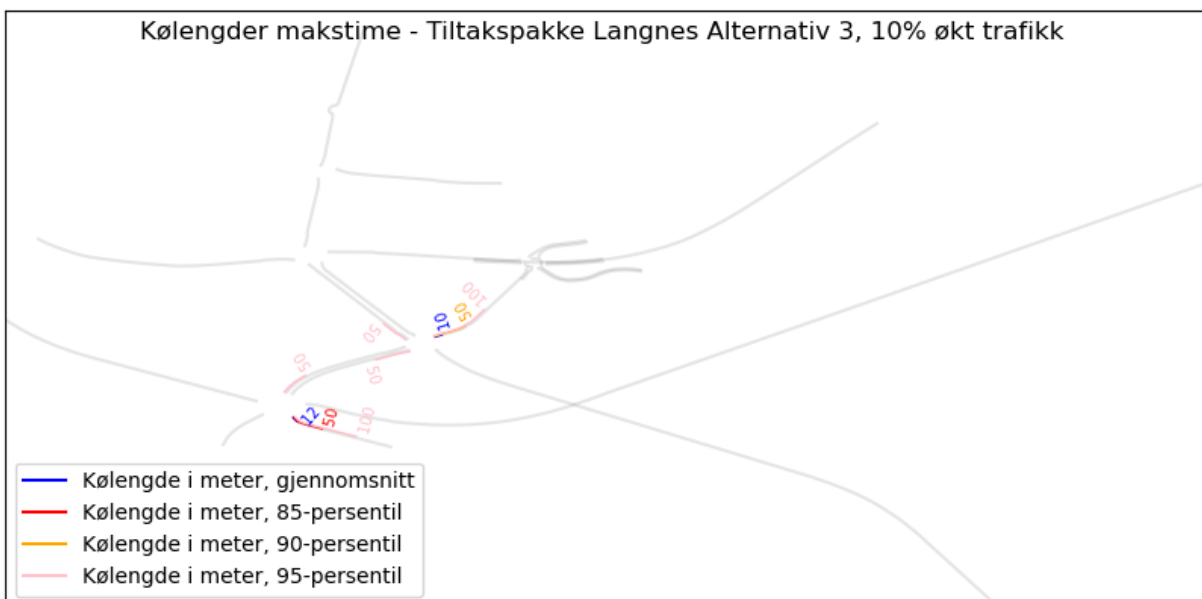 Kølengder makstime - Tiltakspakke Langnes Alternativ 3, 10% økt trafikk
100
50
10
50
50
50
12
50
100
Kølengde i meter, gjennomsnitt
Kølengde i meter, 85-persentil
Kølengde i meter, 90-persentil
Kølengde i meter, 95-persentil